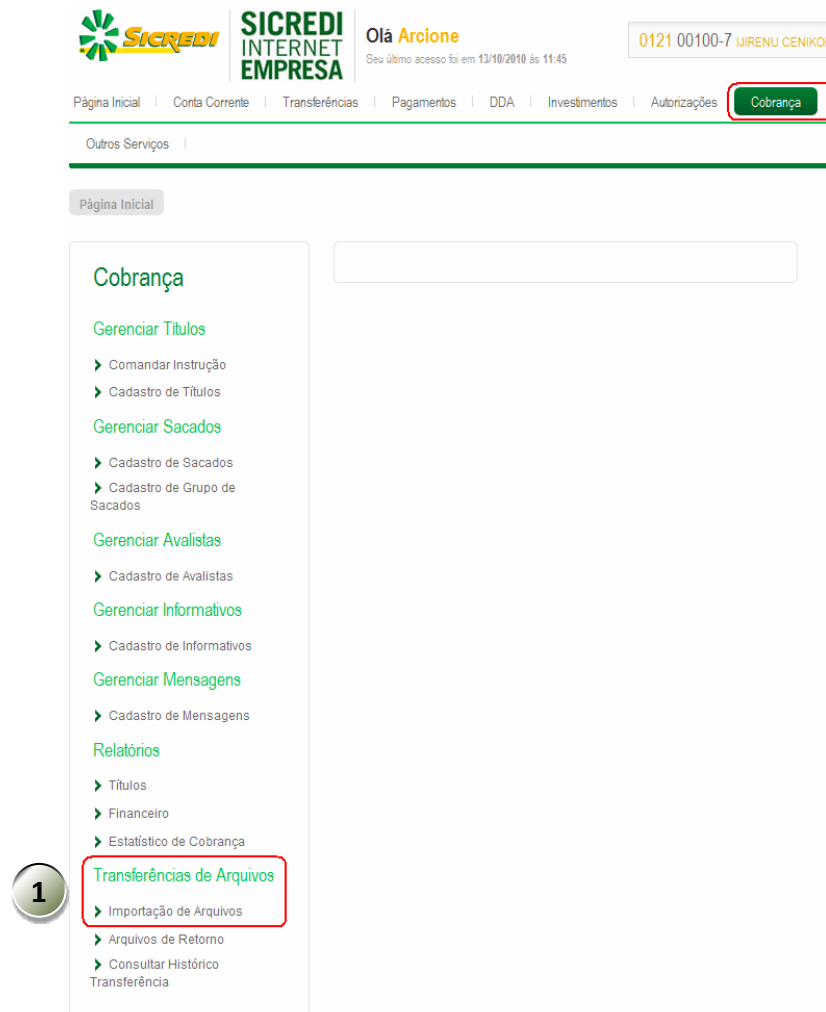 SICREDI
SICREDI
INTERNET
EMPRESA
Olá Arcione
Seu último acesso foi em 13/10/2010 às 11:45
0121 00100-7 IJIRENU CENIKO
Página Inicial
Conta Corrente
Transferências
Pagamentos
DDA
Investimentos
Autorizações
Cobrança
Outros Serviços
Página Inicial
Cobrança
Gerenciar Títulos
Comandar Instrução
Cadastro de Títulos
Gerenciar Sacados
Cadastro de Sacados
Cadastro de Grupo de
Sacados
Gerenciar Avalistas
Cadastro de Avalistas
Gerenciar Informativos
Cadastro de Informativos
Gerenciar Mensagens
Cadastro de Mensagens
Relatórios
Títulos
Financeiro
Estatístico de Cobrança
1
Transferências de Arquivos
Importação de Arquivos
Arquivos de Retorno
Consultar Histórico
Transferência